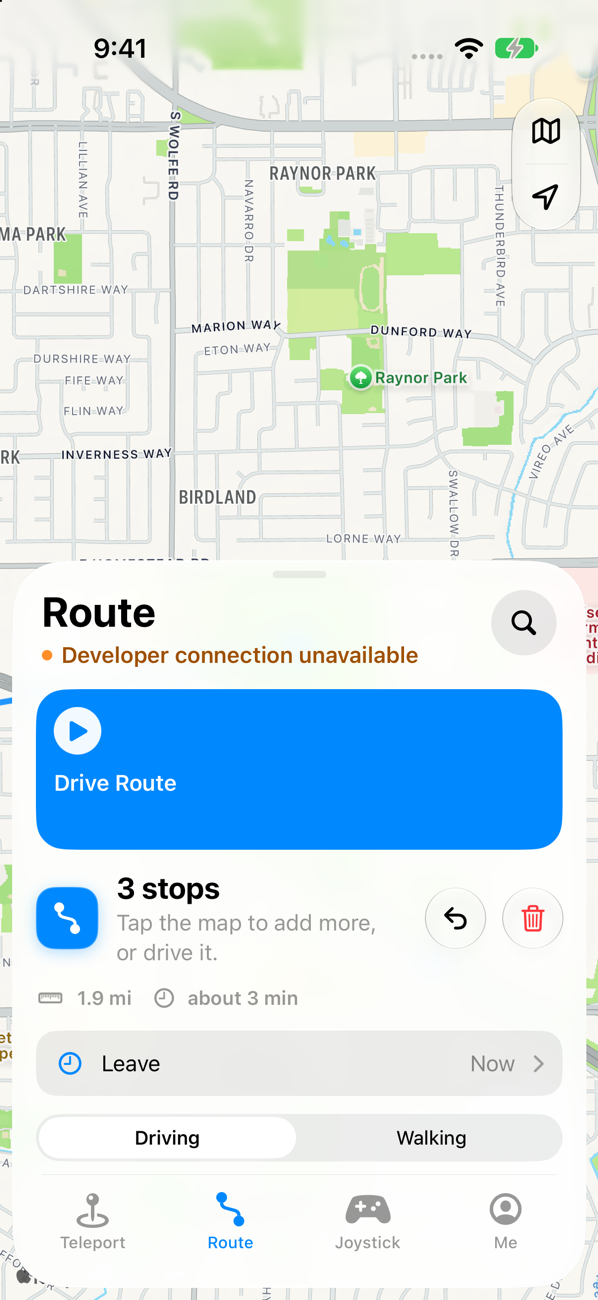 9:41
S WOLFE RD
LILLIAN AVE
RAYNOR PARK
NAVARRO DR
THUNDERBIRD AVE
MA PARK
DARTSHIRE WAY
MARION WAY
DUNFORD WAY
ETON WAY
DURSHIRE WAY
FIFE WAY
Raynor Park
FLIN WAY
INVERNESS WAY
RK
VIREO AVE
BIRDLAND
SWALLOW DR
LORNE WAY
Route
Developer connection unavailable
Drive Route
3 stops
Tap the map to add more,
or drive it.
1.9 mi
about 3 min
Leave
Now
Driving
Walking
Teleport
Route
Joystick
Me